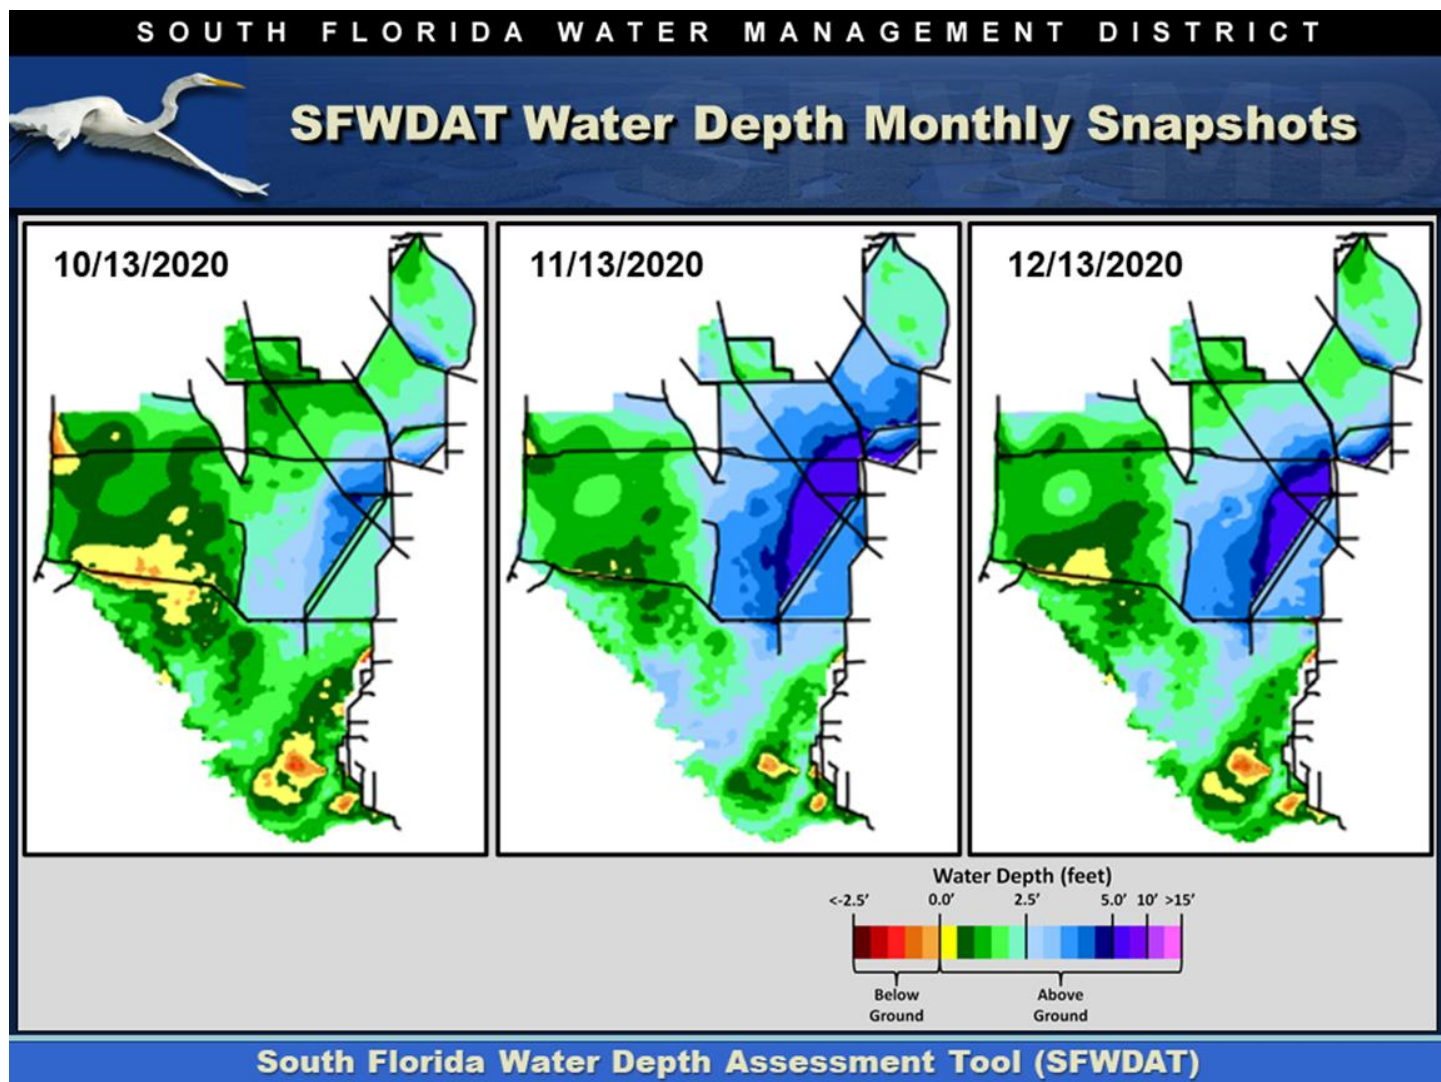 SOUTH FLORIDA WATER MANAGEMENT DISTRICT
SFWMD
SFWDAT Water Depth Monthly Snapshots
10/13/2020
11/13/2020
12/13/2020
Water Depth (feet)
<-2.5' 0.0' 2.5' 5.0' 10' >15'
Below Ground
Above Ground
South Florida Water Depth Assessment Tool (SFWDAT)